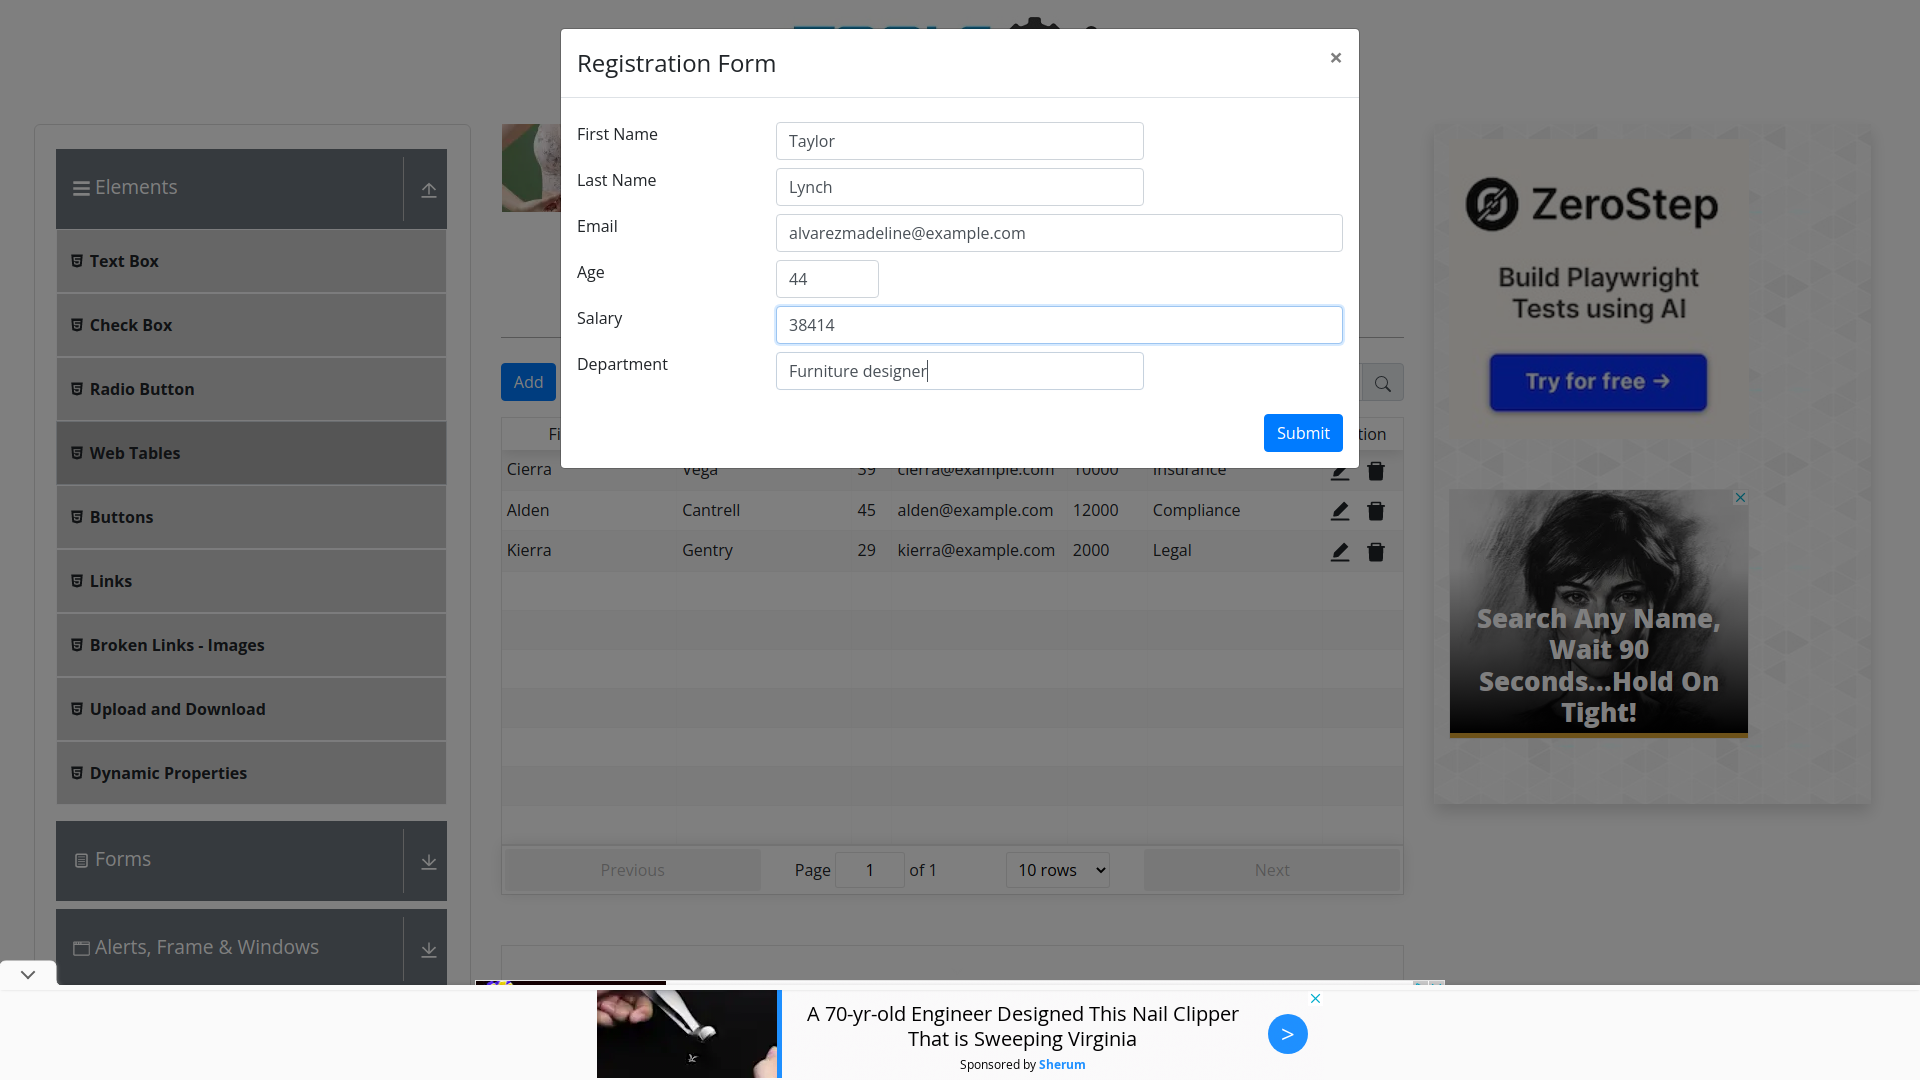 Registration Form
×
First Name
Taylor
Last Name
Lynch
Email
alvarezmadeline@example.com
Age
44
Salary
38414
Department
Furniture designer
Submit
Elements
Text Box
Check Box
Radio Button
Web Tables
Buttons
Links
Broken Links - Images
Upload and Download
Dynamic Properties
Forms
Alerts, Frame & Windows
Add
Cierra Vega 39 cierra@example.com 10000 Insurance
Alden Cantrell 45 alden@example.com 12000 Compliance
Kierra Gentry 29 kierra@example.com 2000 Legal
Previous
Page 1 of 1
10 rows
Next
ZeroStep
Build Playwright
Tests using AI
Try for free →
Search Any Name,
Wait 90
Seconds...Hold On
Tight!
A 70-yr-old Engineer Designed This Nail Clipper
That is Sweeping Virginia
Sponsored by Sherum
>